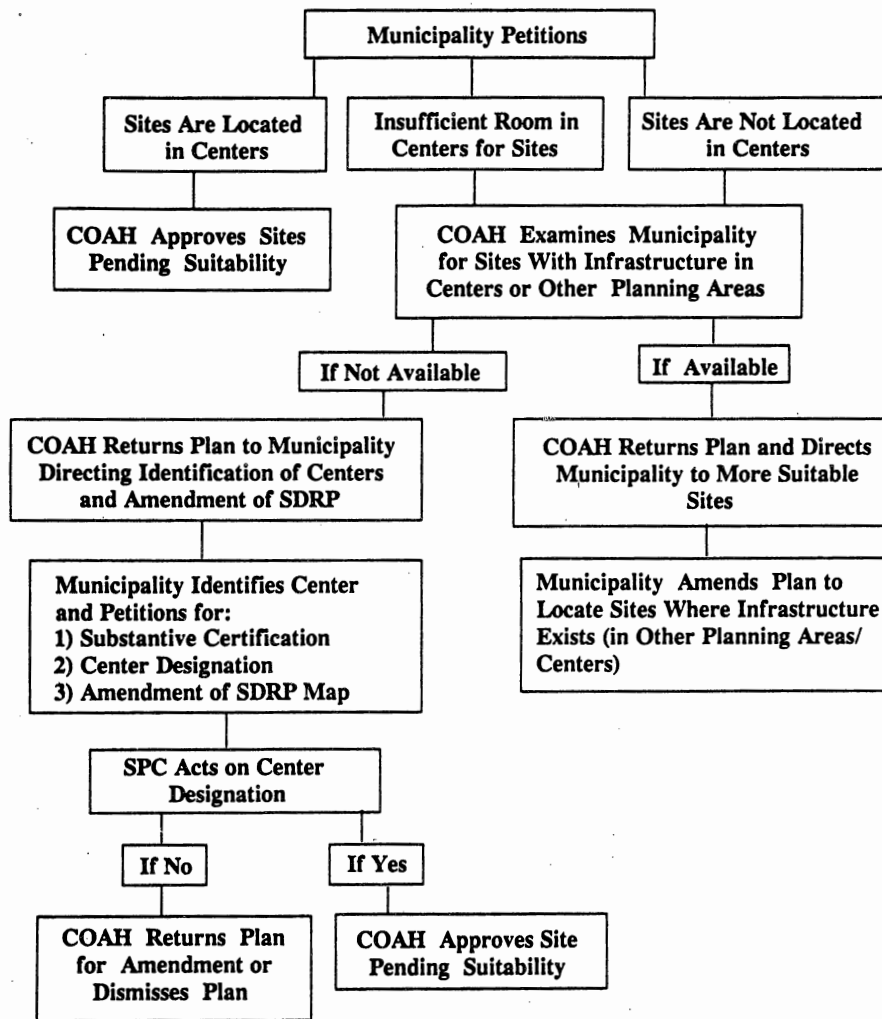 Municipality Petitions
Sites Are Located
in Centers
Insufficient Room in
Centers for Sites
Sites Are Not Located
in Centers
COAH Approves Sites
Pending Suitability
COAH Examines Municipality
for Sites With Infrastructure in
Centers or Other Planning Areas
If Not Available
If Available
COAH Returns Plan to Municipality
Directing Identification of Centers
and Amendment of SDRP
COAH Returns Plan and Directs
Municipality to More Suitable
Sites
Municipality Identifies Center
and Petitions for:
1) Substantive Certification
2) Center Designation
3) Amendment of SDRP Map
Municipality Amends Plan to
Locate Sites Where Infrastructure
Exists (in Other Planning Areas/
Centers)
SPC Acts on Center
Designation
If No
If Yes
COAH Returns Plan
for Amendment or
Dismisses Plan
COAH Approves Site
Pending Suitability